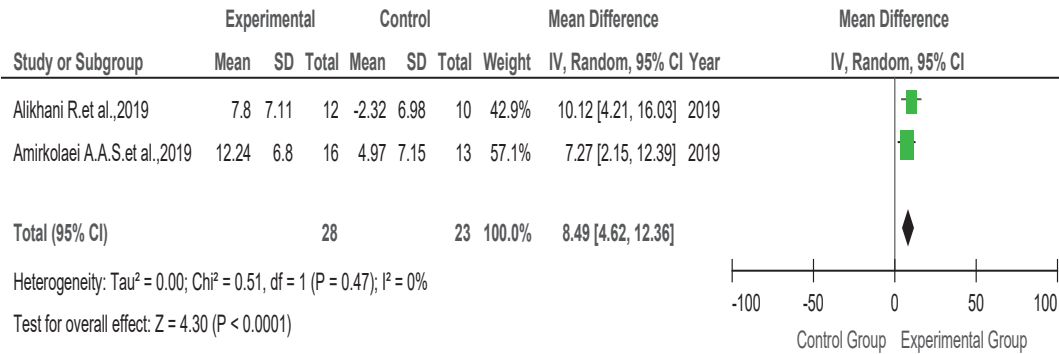 Experimental Control Mean Difference Mean Difference
Study or Subgroup Mean SD Total Mean SD Total Weight IV, Random, 95% CI Year IV, Random, 95% CI
Alikhani R.et al.,2019 7.8 7.11 12 -2.32 6.98 10 42.9% 10.12 [4.21, 16.03] 2019
Amirkolaei A.A.S.et al.,2019 12.24 6.8 16 4.97 7.15 13 57.1% 7.27 [2.15, 12.39] 2019
Total (95% CI) 28 23 100.0% 8.49 [4.62, 12.36]
Heterogeneity: Tau² = 0.00; Chi² = 0.51, df = 1 (P = 0.47); I² = 0%
-100 -50 0 50 100
Test for overall effect: Z = 4.30 (P < 0.0001)
Control Group Experimental Group